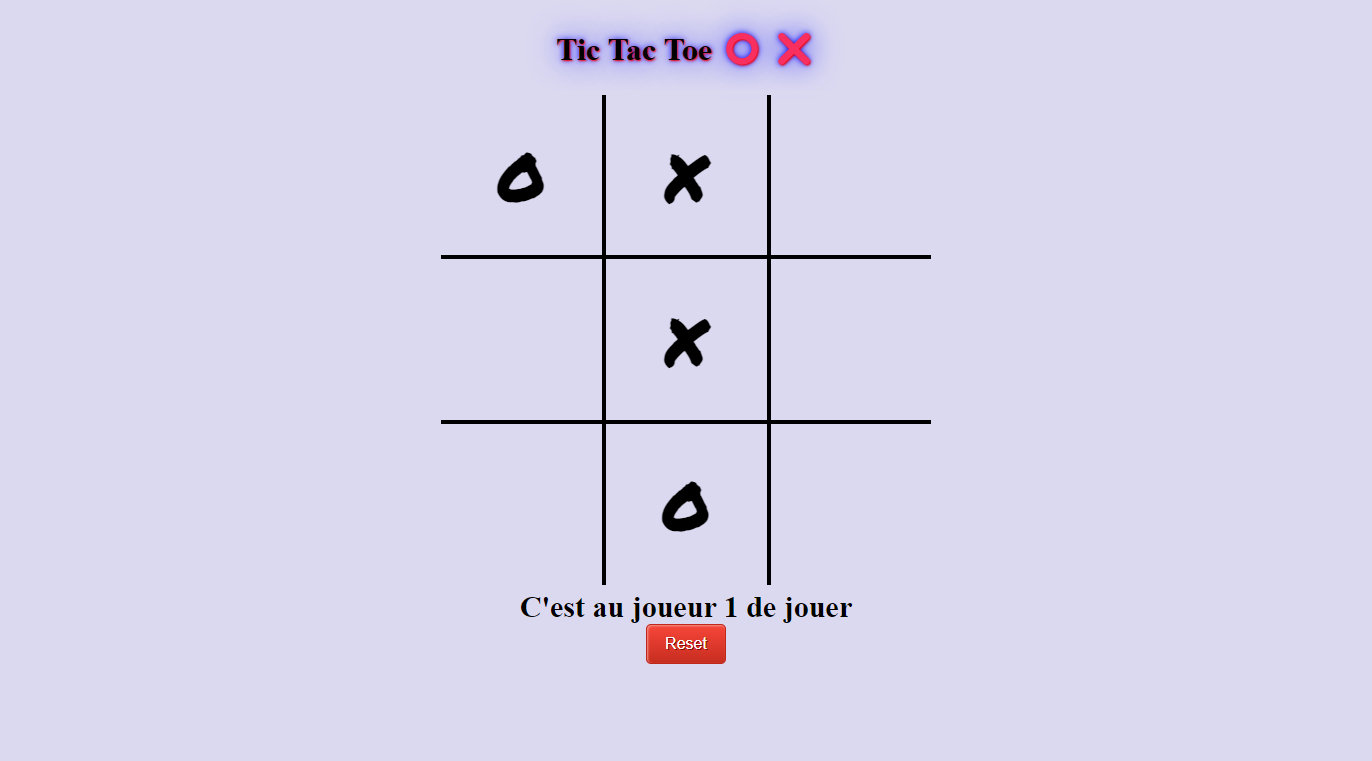 Tic Tac Toe ⭕ ❌
O X
X
O
C'est au joueur 1 de jouer
Reset